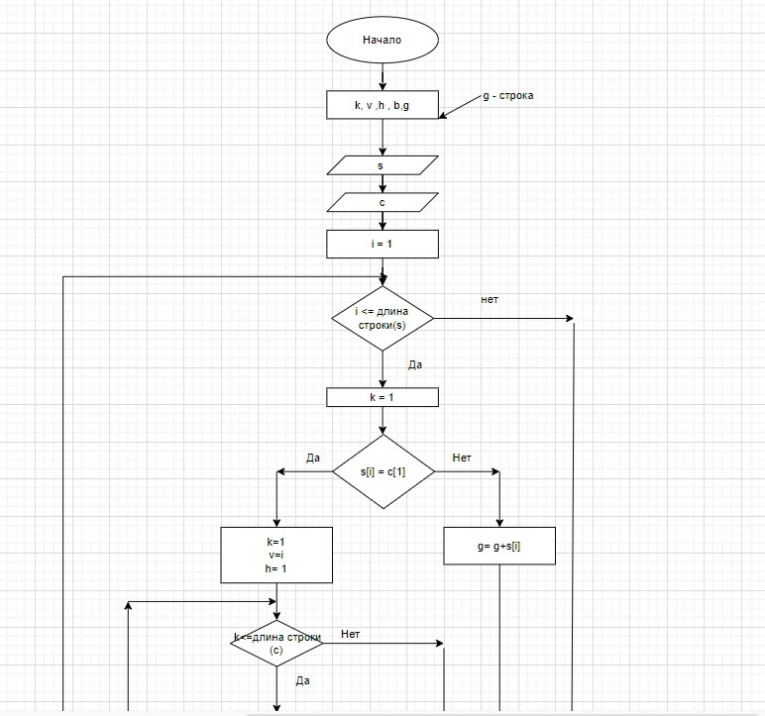 Начало
k, v ,h , b,g
g - строка
s
c
i = 1
i <= длина
строки(s)
нет
Да
k = 1
Да
s[i] = c[1]
Нет
k=1
v=i
h= 1
g= g+s[i]
k<=длина строки
(c)
Нет
Да